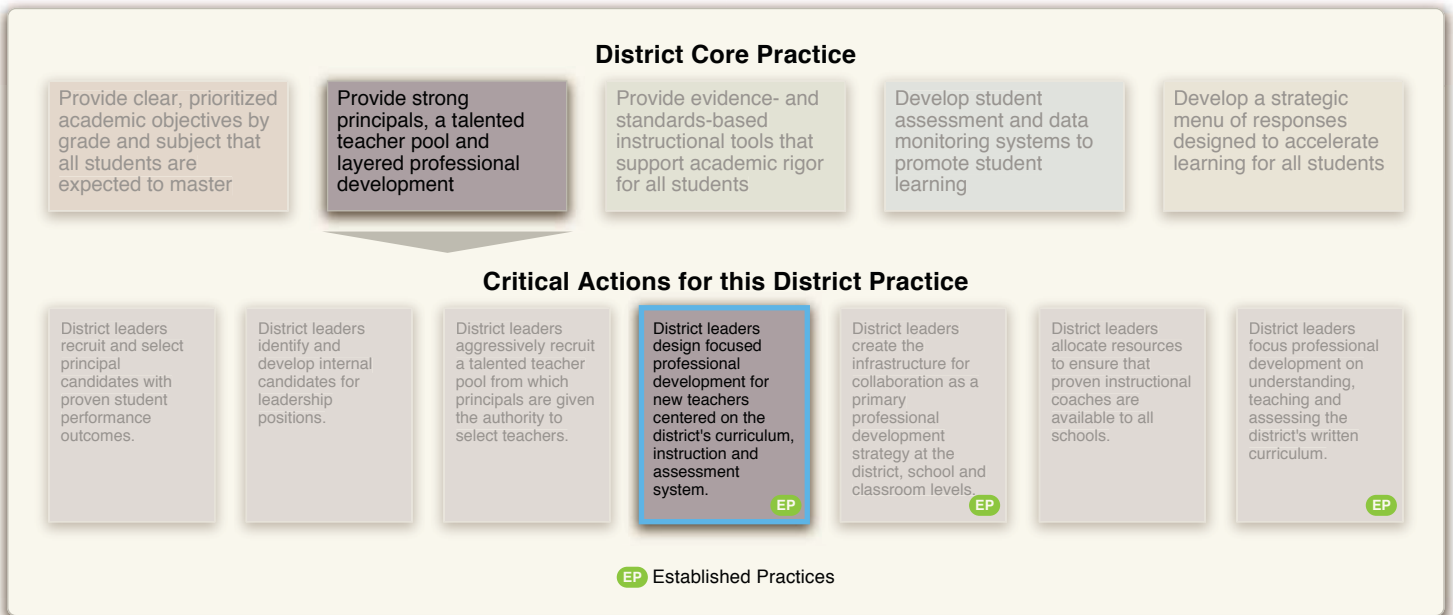 District Core Practice
Provide clear, prioritized
academic objectives by
grade and subject that
all students are
expected to master
Provide strong
principals, a talented
teacher pool and
layered professional
development
Provide evidence- and
standards-based
instructional tools that
support academic rigor
for all students
Develop student
assessment and data
monitoring systems to
promote student
learning
Develop a strategic
menu of responses
designed to accelerate
learning for all students
Critical Actions for this District Practice
District leaders
recruit and select
principal
candidates with
proven student
performance
outcomes.
District leaders
identify and
develop internal
candidates for
leadership
positions.
District leaders
aggressively recruit
a talented teacher
pool from which
principals are given
the authority to
select teachers.
District leaders
design focused
professional
development for
new teachers
centered on the
district's curriculum,
instruction and
assessment
system.
EP
District leaders
create the
infrastructure for
collaboration as a
primary
professional
development
strategy at the
district, school and
classroom levels.
EP
District leaders
allocate resources
to ensure that
proven instructional
coaches are
available to all
schools.
District leaders
focus professional
development on
understanding,
teaching and
assessing the
district's written
curriculum.
EP
EP Established Practices